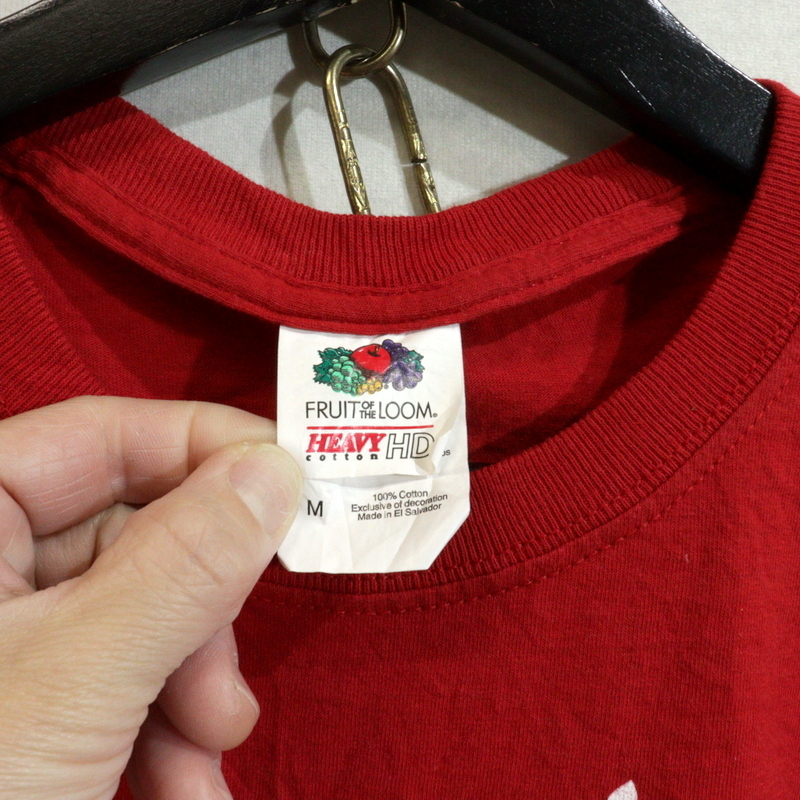 FRUIT OF THE LOOM®
HEAVY HD
cotton
M
100% Cotton
Exclusive of decoration
Made in El Salvador